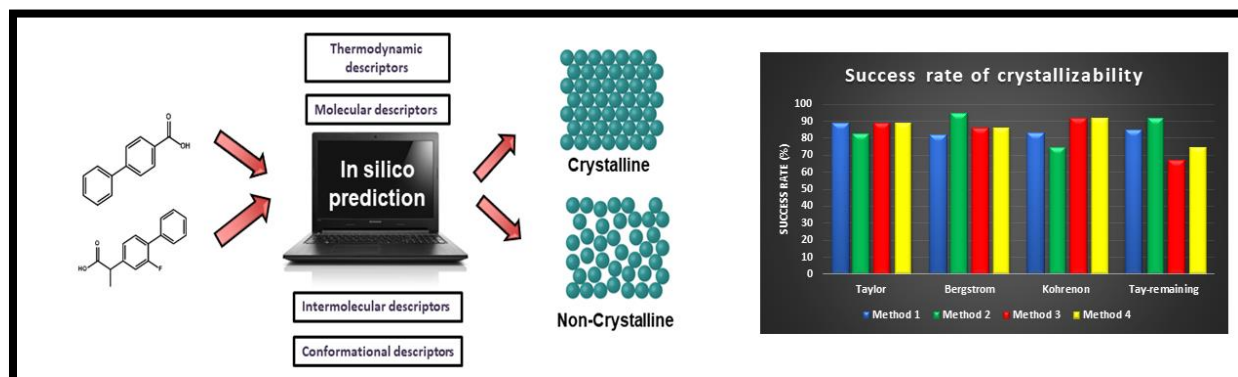 Thermodynamic
descriptors
Molecular descriptors
O
OH
O
HO
F
In silico
prediction
Intermolecular descriptors
Conformational descriptors
Crystalline
Non-Crystalline
Success rate of crystallizability
SUCCESS RATE (%)
100
90
80
70
60
50
40
30
20
10
0
Taylor
Bergstrom
Kohrenon
Tay-remaining
Method 1
Method 2
Method 3
Method 4